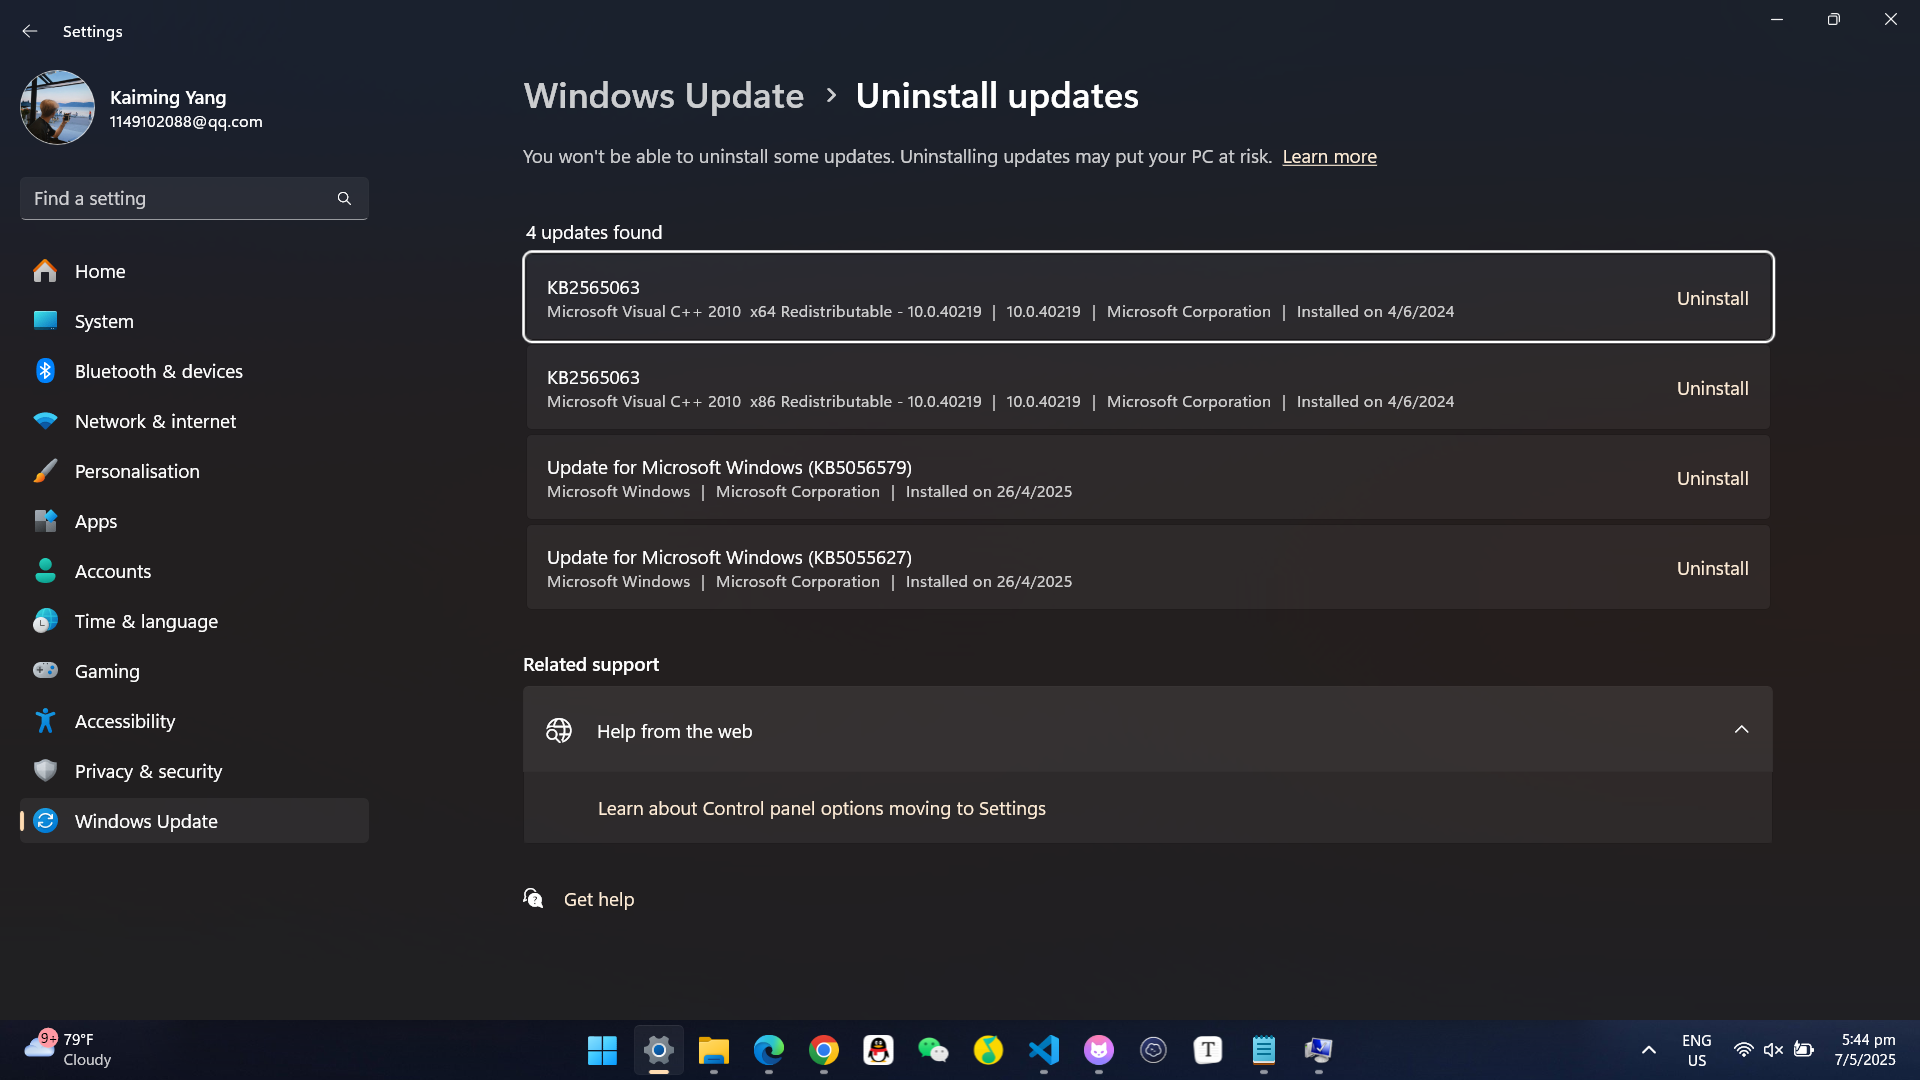 Settings
Kaiming Yang
1149102088@qq.com
Find a setting
Home
System
Bluetooth & devices
Network & internet
Personalisation
Apps
Accounts
Time & language
Gaming
Accessibility
Privacy & security
Windows Update
Windows Update > Uninstall updates
You won't be able to uninstall some updates. Uninstalling updates may put your PC at risk. Learn more
4 updates found
KB2565063
Microsoft Visual C++ 2010  x64 Redistributable - 10.0.40219 | 10.0.40219 | Microsoft Corporation | Installed on 4/6/2024
Uninstall
KB2565063
Microsoft Visual C++ 2010  x86 Redistributable - 10.0.40219 | 10.0.40219 | Microsoft Corporation | Installed on 4/6/2024
Uninstall
Update for Microsoft Windows (KB5056579)
Microsoft Windows | Microsoft Corporation | Installed on 26/4/2025
Uninstall
Update for Microsoft Windows (KB5055627)
Microsoft Windows | Microsoft Corporation | Installed on 26/4/2025
Uninstall
Related support
Help from the web
Learn about Control panel options moving to Settings
Get help
9+
79°F
Cloudy
T
ENG
US
5:44 pm
7/5/2025